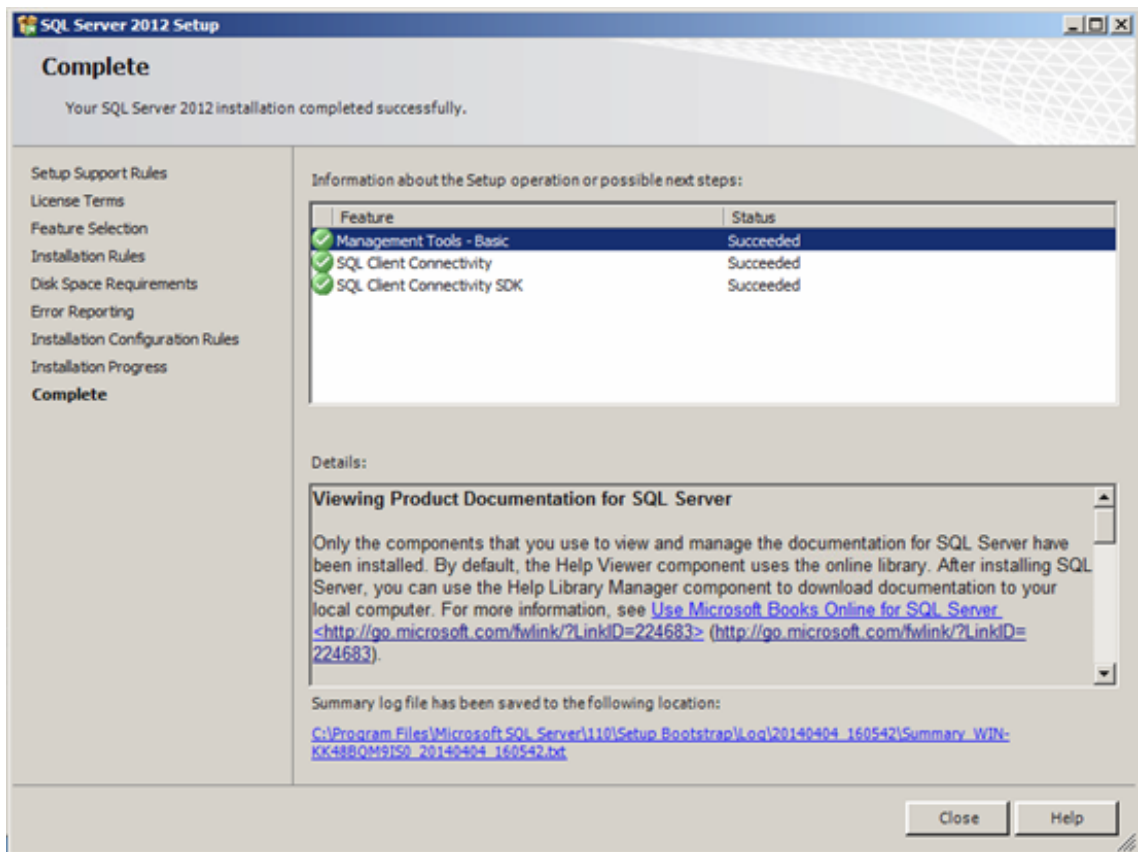 SQL Server 2012 Setup
Complete
Your SQL Server 2012 installation completed successfully.
Setup Support Rules
License Terms
Feature Selection
Installation Rules
Disk Space Requirements
Error Reporting
Installation Configuration Rules
Installation Progress
Complete
Information about the Setup operation or possible next steps:
Feature Status
Management Tools - Basic Succeeded
SQL Client Connectivity Succeeded
SQL Client Connectivity SDK Succeeded
Details:
Viewing Product Documentation for SQL Server
Only the components that you use to view and manage the documentation for SQL Server have
been installed. By default, the Help Viewer component uses the online library. After installing SQL
Server, you can use the Help Library Manager component to download documentation to your
local computer. For more information, see Use Microsoft Books Online for SQL Server
<http://go.microsoft.com/fwlink/?LinkID=224683> (http://go.microsoft.com/fwlink/?LinkID=
224683).
Summary log file has been saved to the following location:
C:\Program Files\Microsoft SQL Server\110\Setup Bootstrap\Log\20140404_160542\Summary_WIN-
KK48BQM9IS0_20140404_160542.txt
Close Help